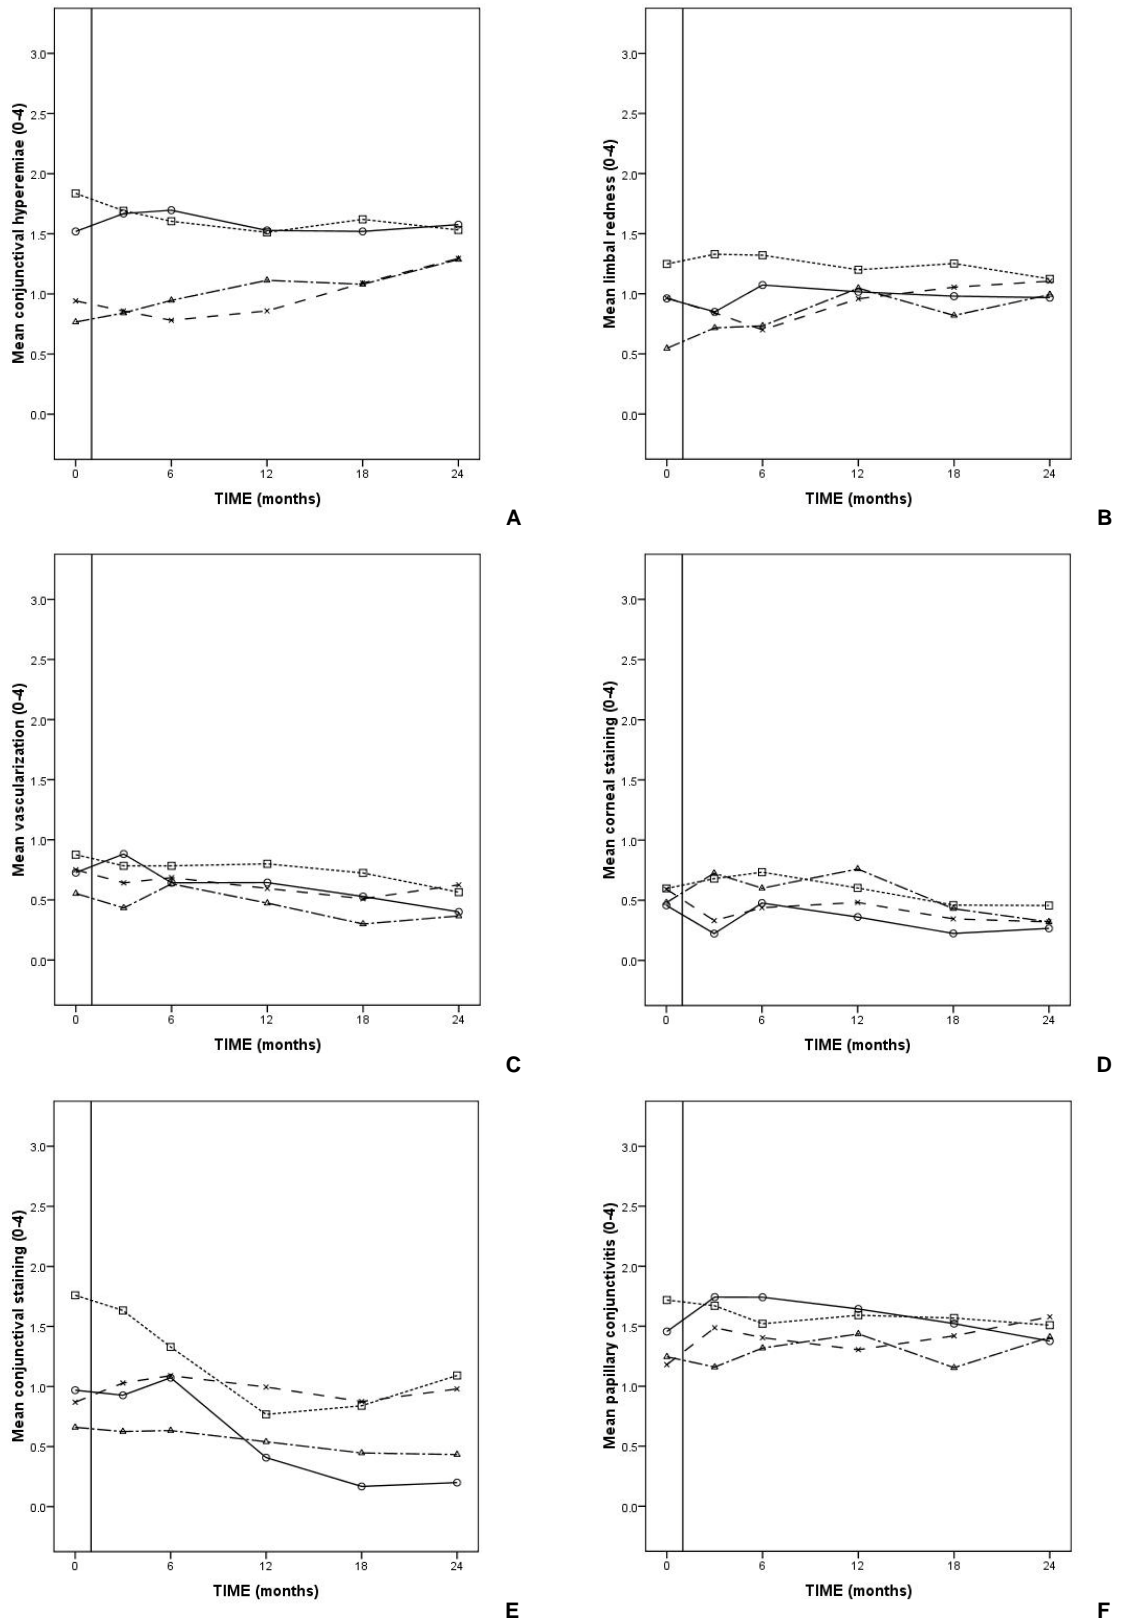 Mean conjunctival hyperemiae (0-4)
3.0
2.5
2.0
1.5
1.0
0.5
0.0
0 6 12 18 24
TIME (months)
A
Mean limbal redness (0-4)
3.0
2.5
2.0
1.5
1.0
0.5
0.0
0 6 12 18 24
TIME (months)
B
Mean vascularization (0-4)
3.0
2.5
2.0
1.5
1.0
0.5
0.0
0 6 12 18 24
TIME (months)
C
Mean corneal staining (0-4)
3.0
2.5
2.0
1.5
1.0
0.5
0.0
0 6 12 18 24
TIME (months)
D
Mean conjunctival staining (0-4)
3.0
2.5
2.0
1.5
1.0
0.5
0.0
0 6 12 18 24
TIME (months)
E
Mean papillary conjunctivitis (0-4)
3.0
2.5
2.0
1.5
1.0
0.5
0.0
0 6 12 18 24
TIME (months)
F